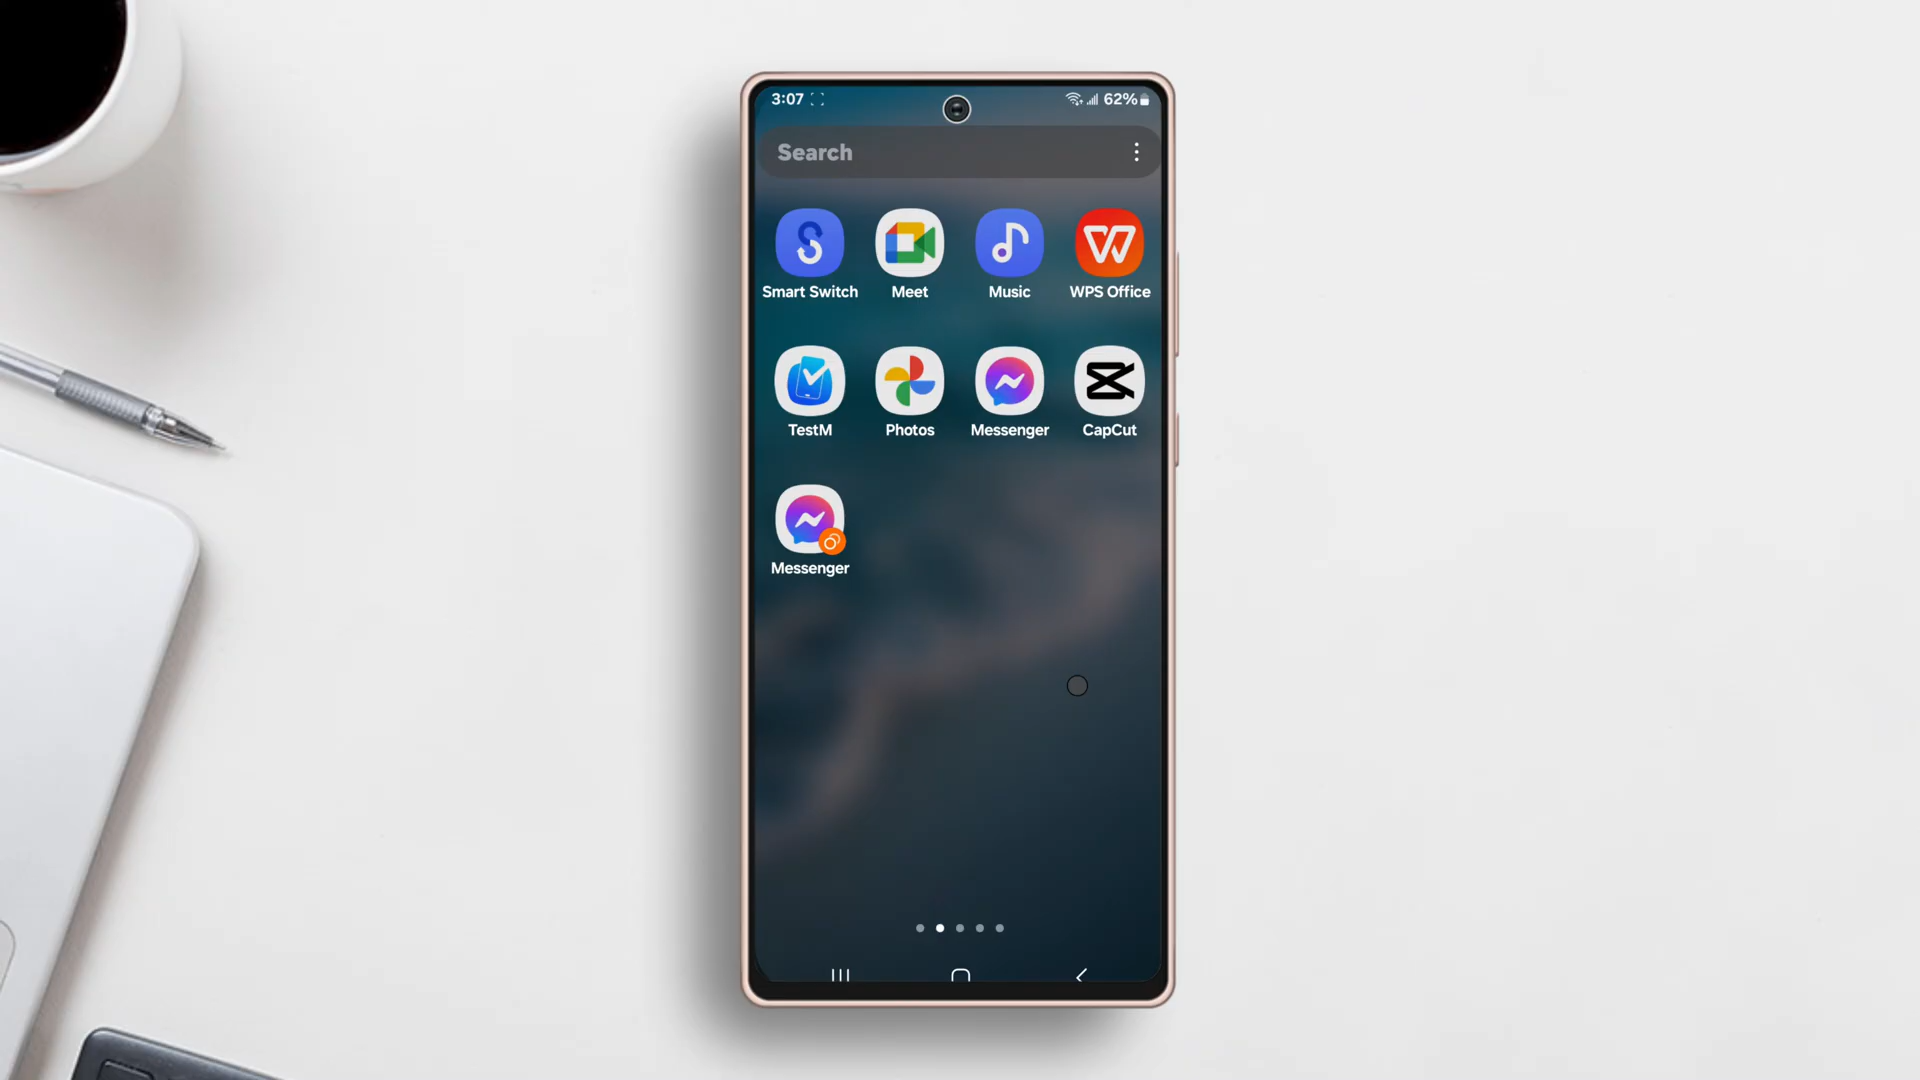 3:07 62%
Search
Smart Switch Meet Music WPS Office
TestM Photos Messenger CapCut
Messenger